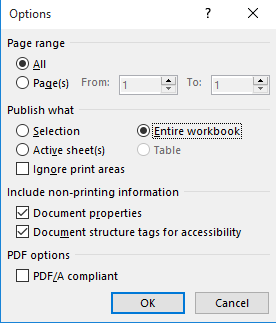 Options
Page range
All
Page(s) From: 1 To: 1
Publish what
Selection Entire workbook
Active sheet(s) Table
Ignore print areas
Include non-printing information
Document properties
Document structure tags for accessibility
PDF options
PDF/A compliant
OK Cancel